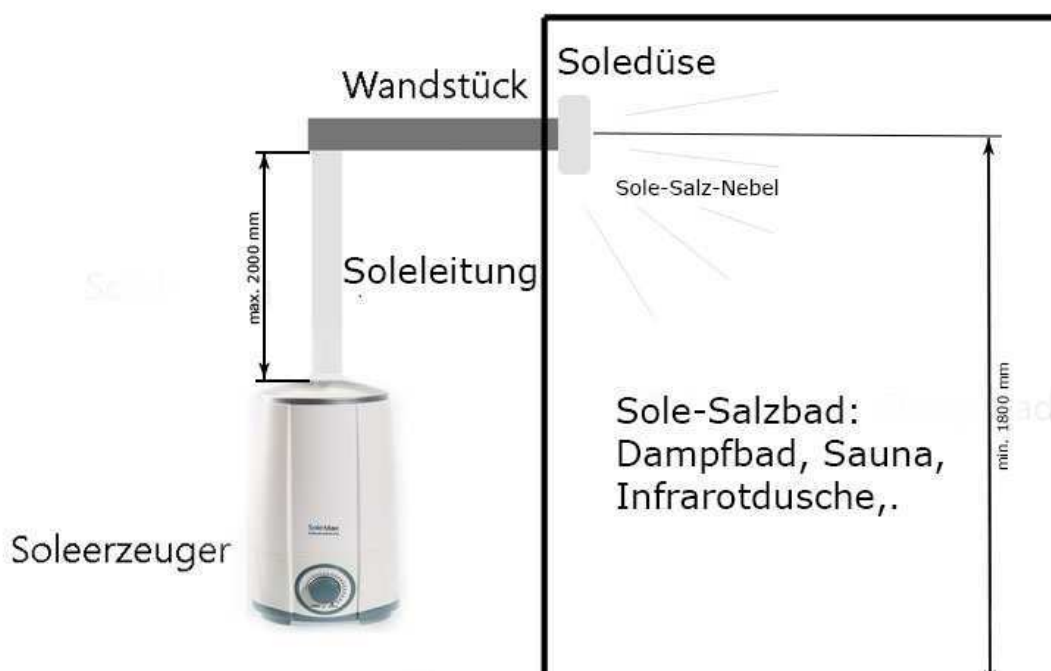 Soledüse
Wandstück
Sole-Salz-Nebel
max. 2000 mm
Soleleitung
min. 1800 mm
Sole-Salzbad:
Dampfbad, Sauna,
Infrarotdusche,.
Soleerzeuger